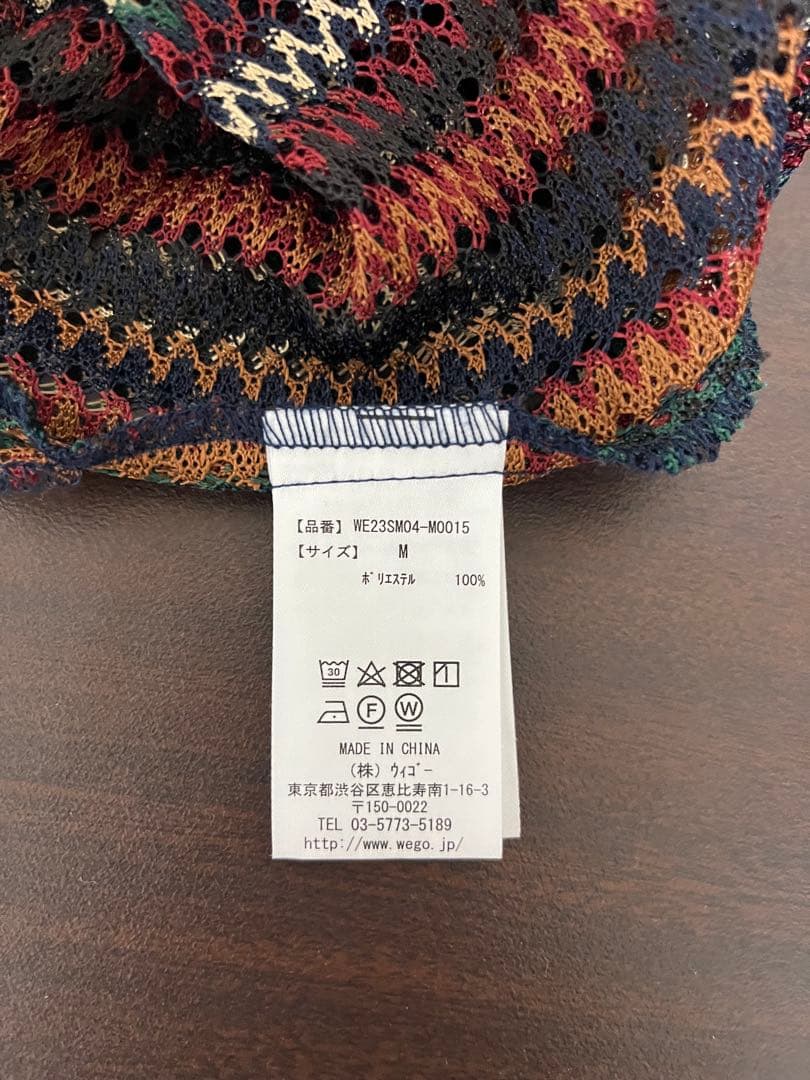 【品番】 WE23SM04-M0015
【サイズ】 M
ﾎﾟﾘｴｽﾃﾙ 100%
30
F W
MADE IN CHINA
(株) ｳｨｺﾞｰ
東京都渋谷区恵比寿南1-16-3
〒150-0022
TEL 03-5773-5189
http://www.wego.jp/